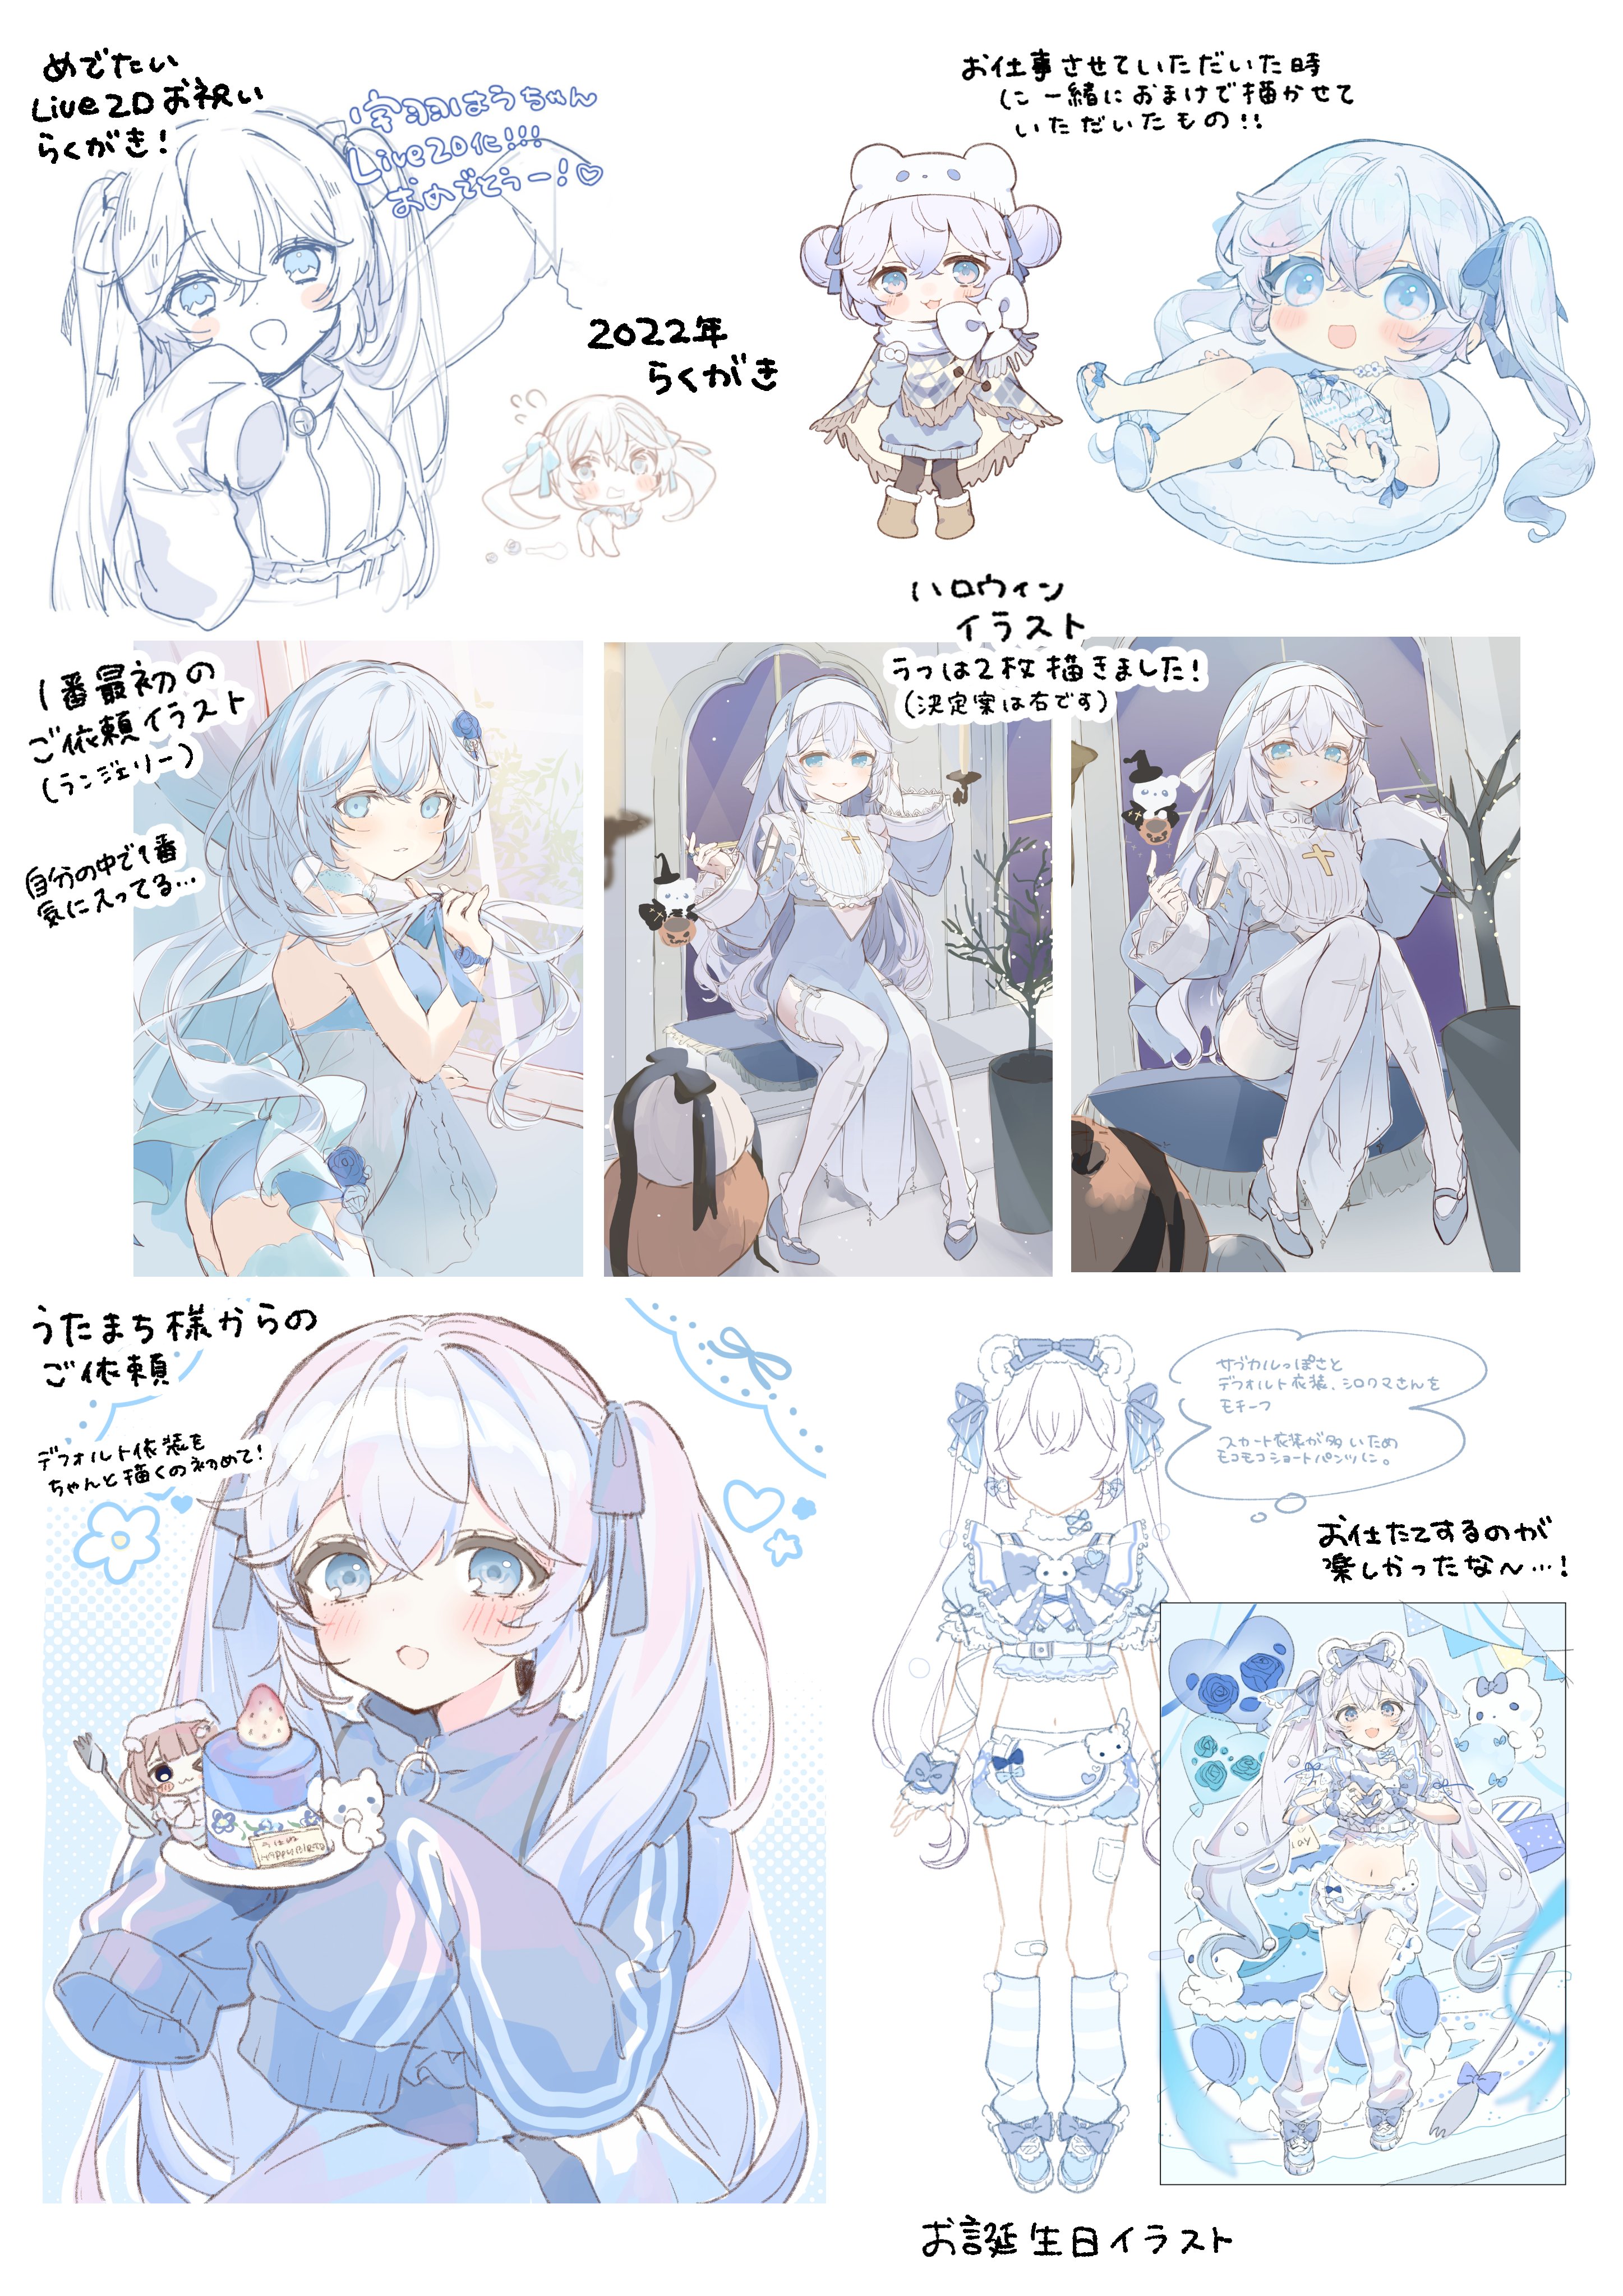 めでたい
Live2Dお祝い
らくがき!
宇羽はうちゃん
Live2D化!!!
おめでとうー!♡
2022年
らくがき
お仕事させていただいた時
に一緒におまけで描かせて
いただいたもの!!
ハロウィン
イラスト
うつは2枚描きました!
(決定案は右です)
1番最初の
ご依頼イラスト
(ランジェリー)
自分の中で1番
気に入ってる…
うたまち様からの
ご依頼
デフォルト衣装を
ちゃんと描くの初めて!
HAPPY BIRTH
サブカルっぽさと
デフォルト衣装、シロクマさんを
モチーフ
スカート衣装が多いため
モコモコショートパンツに。
お仕立てするのが
楽しかったな〜…!
お誕生日イラスト